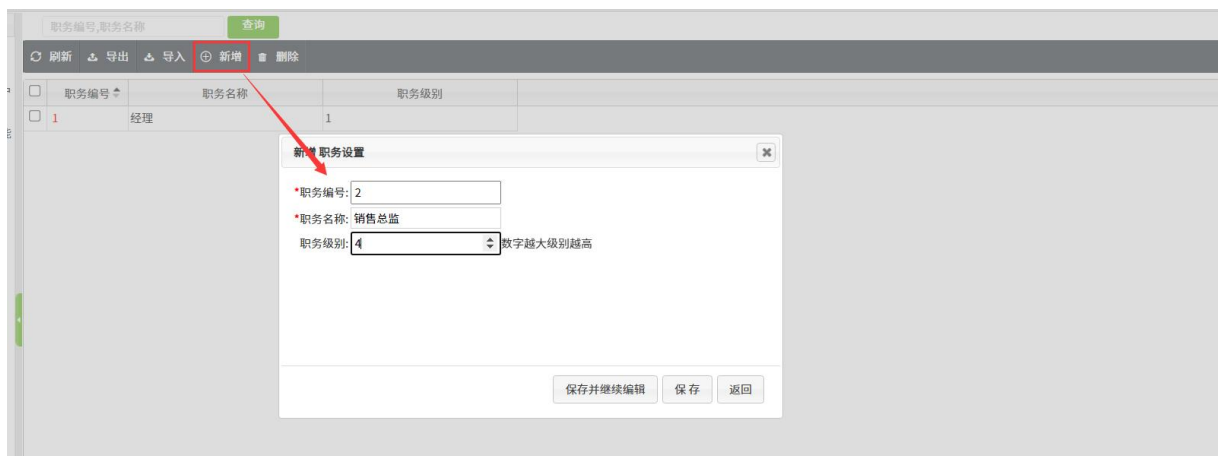 职务编号,职务名称 查询
刷新 导出 导入 新增 删除
职务编号 职务名称 职务级别
1 经理 1
新增 职务设置
*职务编号: 2
*职务名称: 销售总监
职务级别: 4 数字越大级别越高
保存并继续编辑 保存 返回